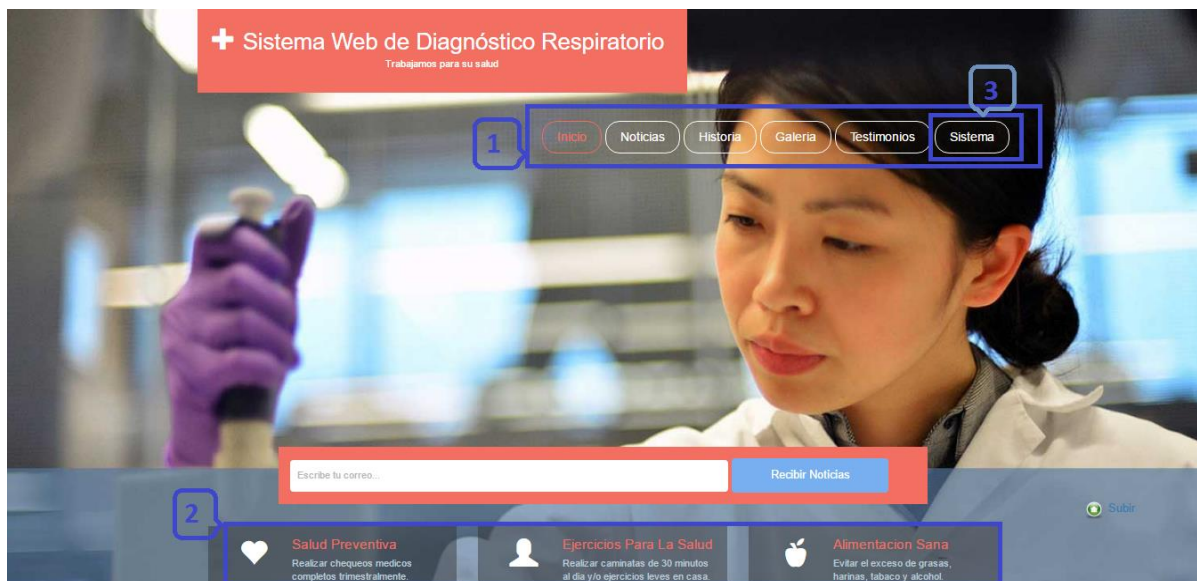 Sistema Web de Diagnóstico Respiratorio
Trabajamos para su salud
3
1
Inicio Noticias Historia Galeria Testimonios Sistema
Escribe tu correo... Recibir Noticias
2
Subir
Salud Preventiva
Realizar chequeos medicos
completos trimestralmente.
Ejercicios Para La Salud
Realizar caminatas de 30 minutos
al dia y/o ejercicios leves en casa.
Alimentacion Sana
Evitar el exceso de grasas,
harinas, tabaco y alcohol.